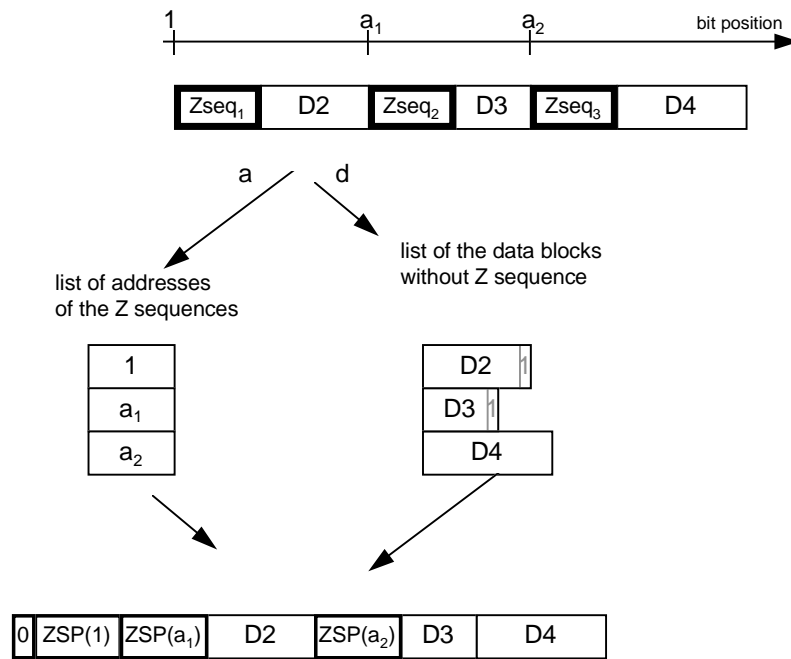 1 a₁ a₂ bit position
Zseq₁ D2 Zseq₂ D3 Zseq₃ D4
a d
list of the data blocks
without Z sequence
list of addresses
of the Z sequences
1 D2 1
a₁ D3 1
a₂ D4
0 ZSP(1) ZSP(a₁) D2 ZSP(a₂) D3 D4